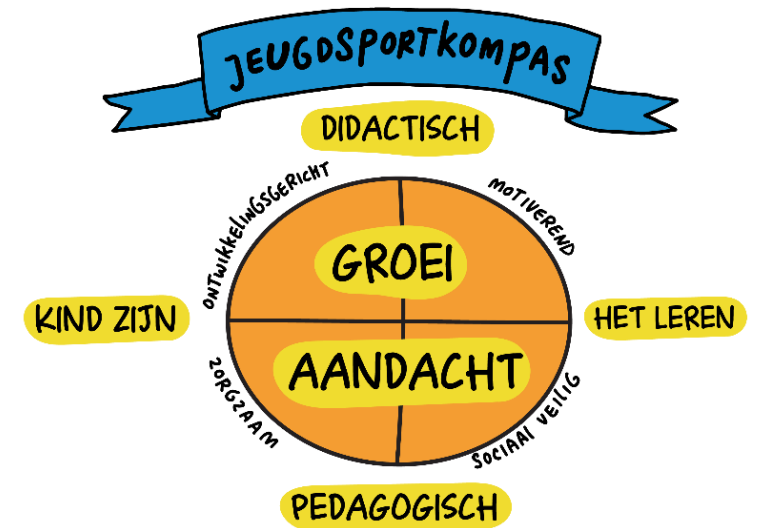 JEUGDSPORTKOMPAS
DIDACTISCH
ONTWIKKELINGSGERICHT
MOTIVEREND
GROEI
KIND ZIJN
HET LEREN
AANDACHT
ZORGZAAM
SOCIAAL VEILIG
PEDAGOGISCH